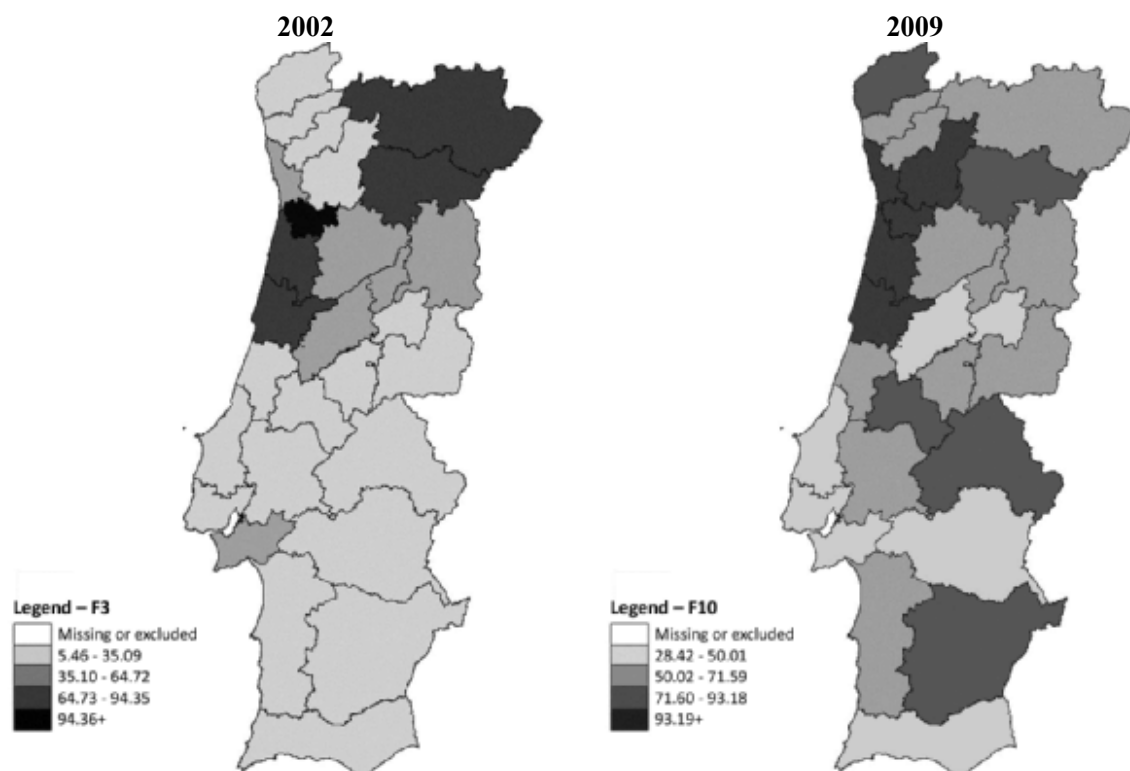 2002
2009
Legend – F3
Missing or excluded
5.46 - 35.09
35.10 - 64.72
64.73 - 94.35
94.36+
Legend – F10
Missing or excluded
28.42 - 50.01
50.02 - 71.59
71.60 - 93.18
93.19+